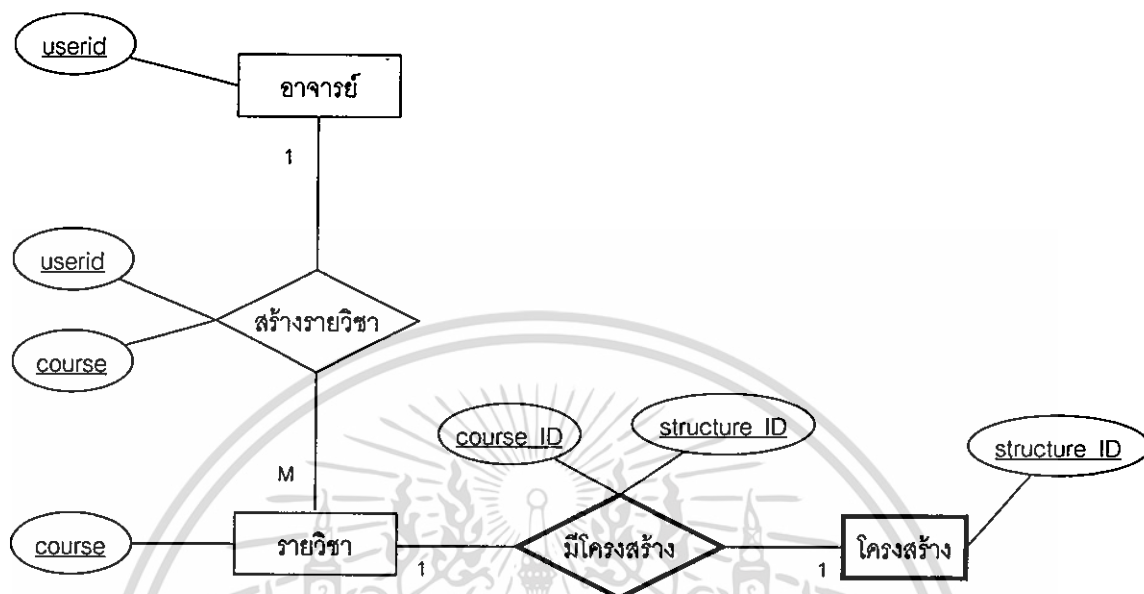 userid
อาจารย์
1
userid
สร้างรายวิชา
course
course_ID
structure_ID
structure_ID
M
course
รายวิชา
1
มีโครงสร้าง
1
โครงสร้าง